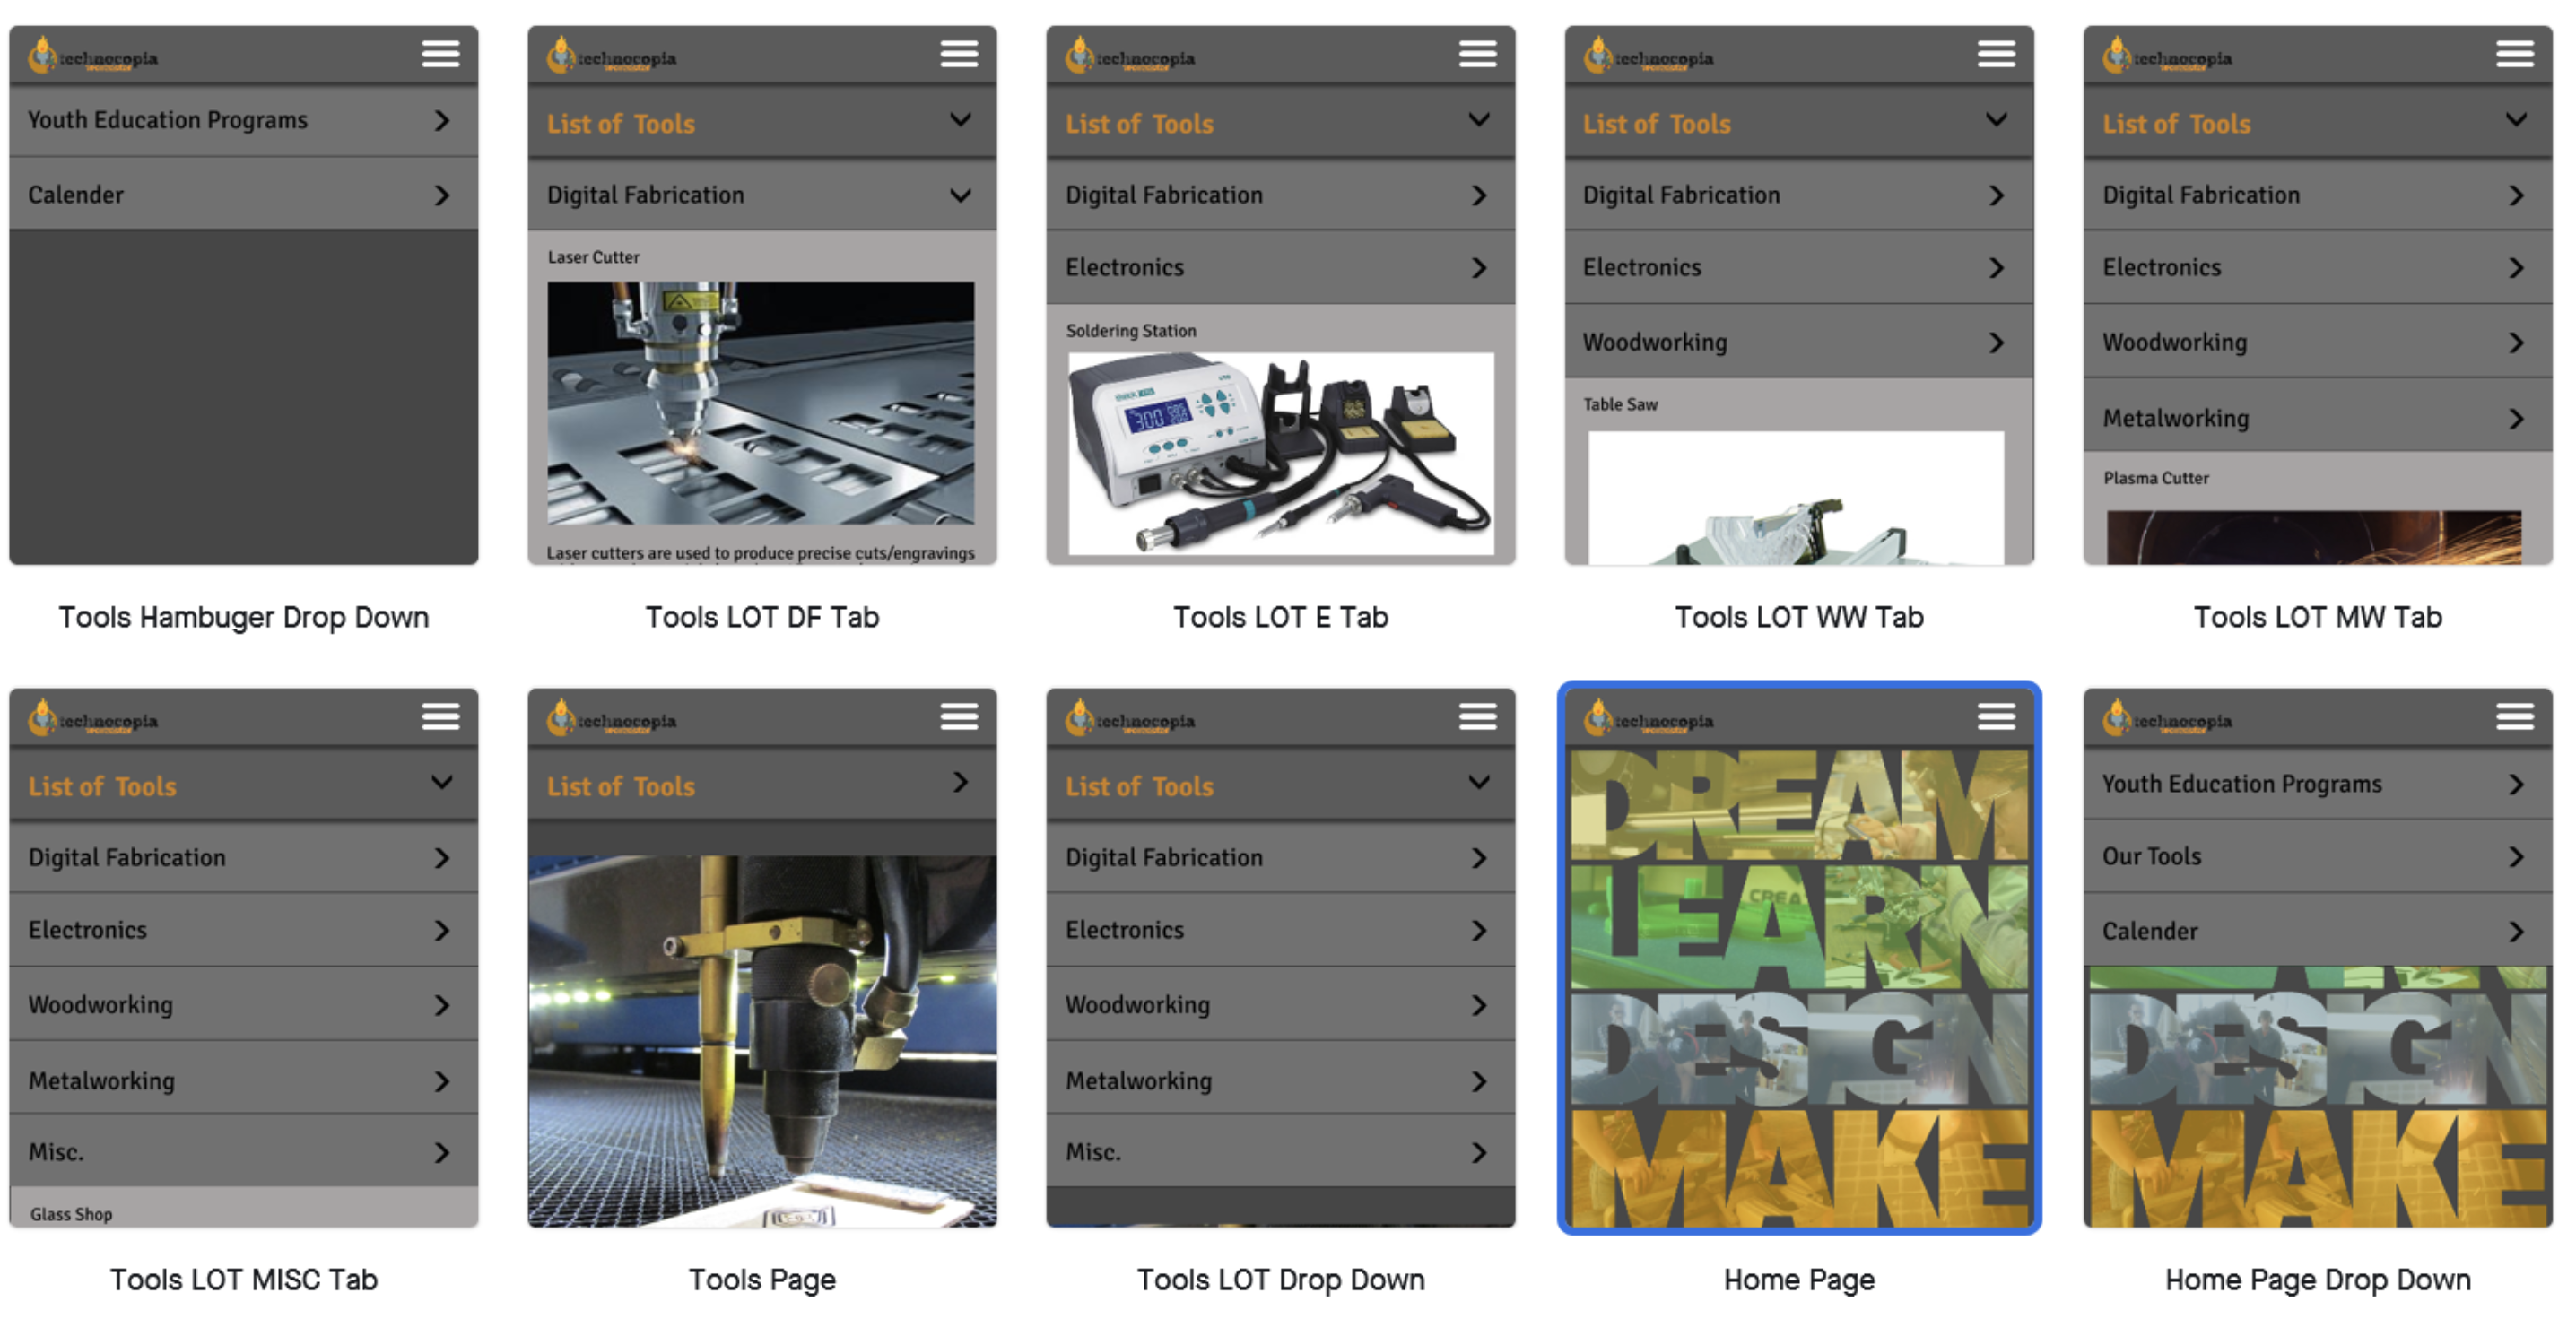 technocopia
Youth Education Programs
Calender
Tools Hambuger Drop Down
technocopia
List of Tools
Digital Fabrication
Laser Cutter
Laser cutters are used to produce precise cuts/engravings
Tools LOT DF Tab
technocopia
List of Tools
Digital Fabrication
Electronics
Soldering Station
300
Tools LOT E Tab
technocopia
List of Tools
Digital Fabrication
Electronics
Woodworking
Table Saw
Tools LOT WW Tab
technocopia
List of Tools
Digital Fabrication
Electronics
Woodworking
Metalworking
Plasma Cutter
Tools LOT MW Tab
technocopia
List of Tools
Digital Fabrication
Electronics
Woodworking
Metalworking
Misc.
Glass Shop
Tools LOT MISC Tab
technocopia
List of Tools
Tools Page
technocopia
List of Tools
Digital Fabrication
Electronics
Woodworking
Metalworking
Misc.
Tools LOT Drop Down
technocopia
DREAM
LEARN
CREA
DESIGN
MAKE
Home Page
technocopia
Youth Education Programs
Our Tools
Calender
DESIGN
MAKE
Home Page Drop Down